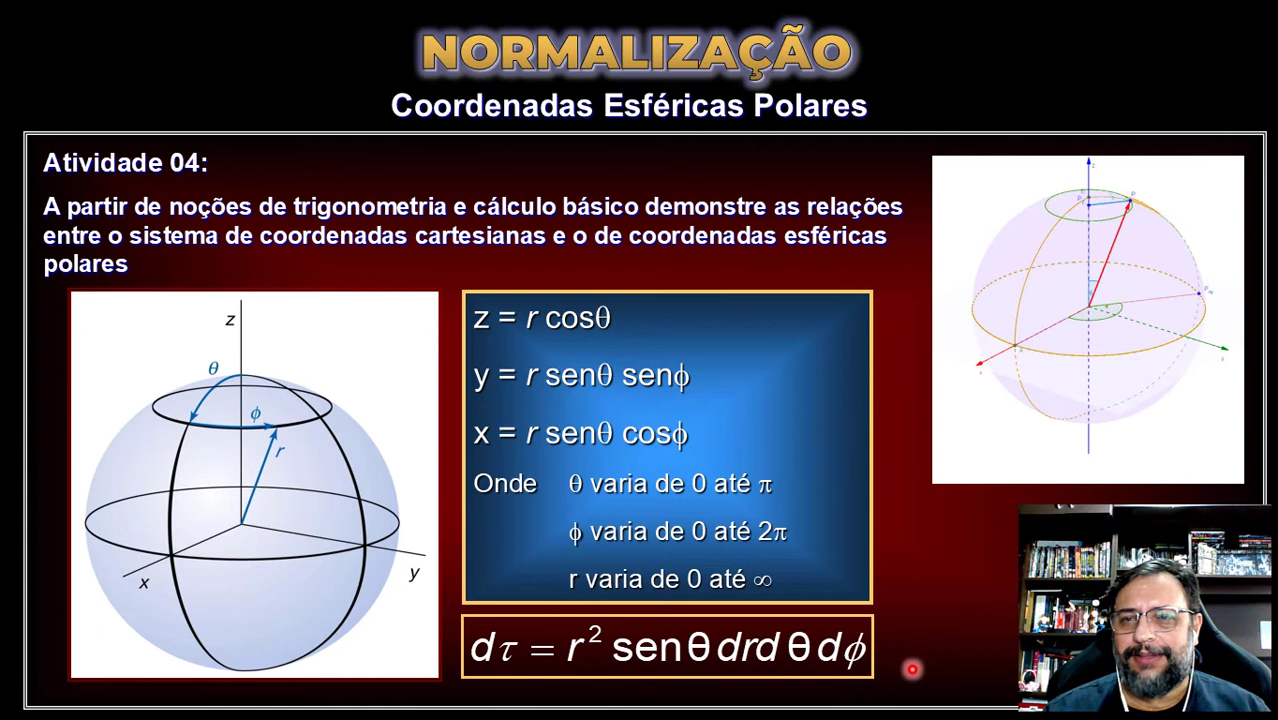 NORMALIZAÇÃO
Coordenadas Esféricas Polares
Atividade 04:
A partir de noções de trigonometria e cálculo básico demonstre as relações
entre o sistema de coordenadas cartesianas e o de coordenadas esféricas
polares
z
θ
ϕ
r
x
y
z = r cosθ
y = r senθ senϕ
x = r senθ cosϕ
Onde θ varia de 0 até π
ϕ varia de 0 até 2π
r varia de 0 até ∞
dτ = r² senθ drd θ dϕ
z
P
x
y